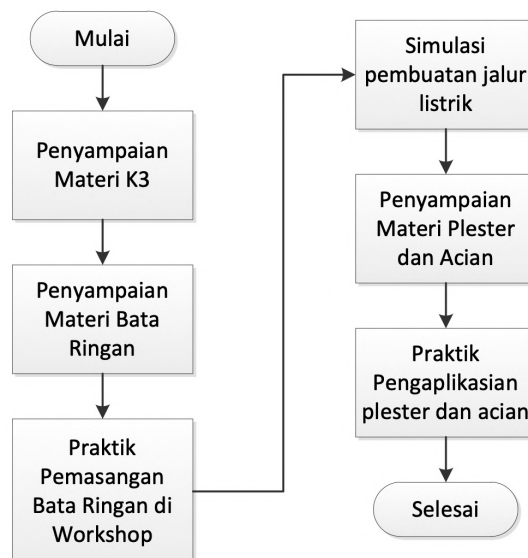 Mulai
Penyampaian
Materi K3
Penyampaian
Materi Bata
Ringan
Praktik
Pemasangan
Bata Ringan di
Workshop
Simulasi
pembuatan jalur
listrik
Penyampaian
Materi Plester
dan Acian
Praktik
Pengaplikasian
plester dan acian
Selesai